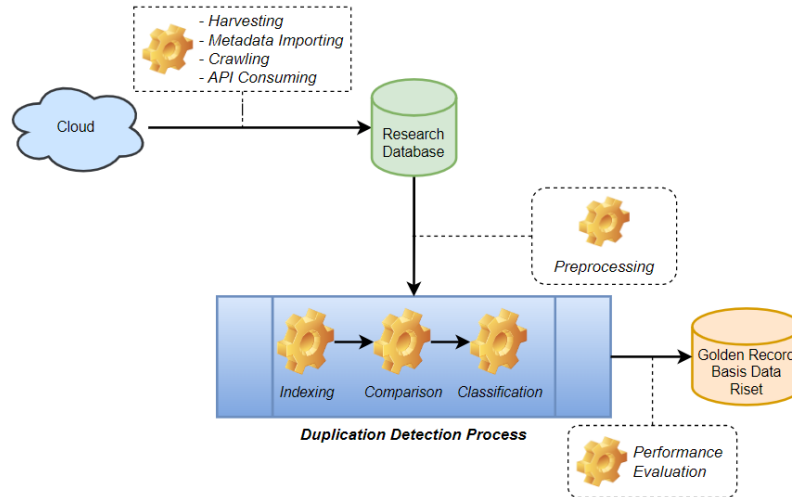 - Harvesting
- Metadata Importing
- Crawling
- API Consuming
Cloud
Research
Database
Preprocessing
Indexing
Comparison
Classification
Golden Record
Basis Data
Riset
Duplication Detection Process
Performance
Evaluation